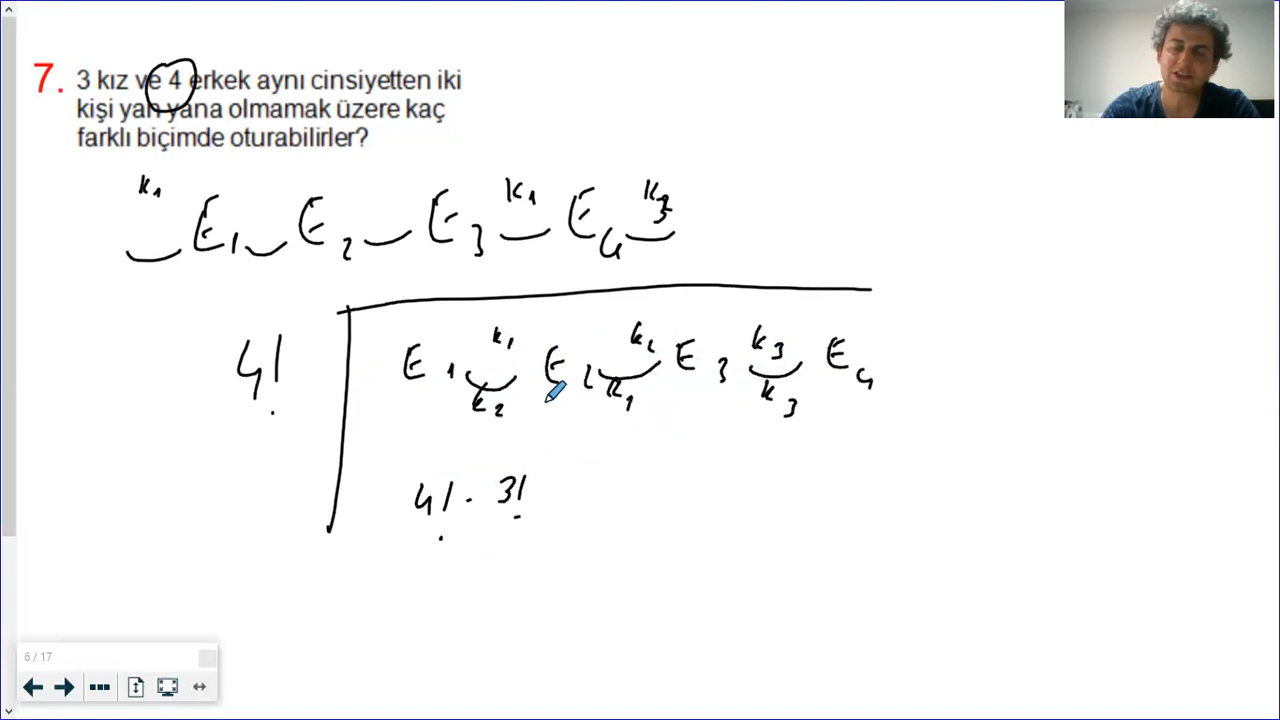 7. 3 kız ve 4 erkek aynı cinsiyetten iki
kişi yan yana olmamak üzere kaç
farklı biçimde oturabilirler?
k1 k1
E1 E2 E3 E4
4!
k1 k2 k3
E1 E2 E3 E4
k2 k1 k3
4! · 3!
6 / 17